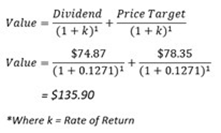 Value = Dividend / (1 + k)¹ + Price Target / (1 + k)¹
Value = $74.87 / (1 + 0.1271)¹ + $78.35 / (1 + 0.1271)¹
= $135.90
*Where k = Rate of Return